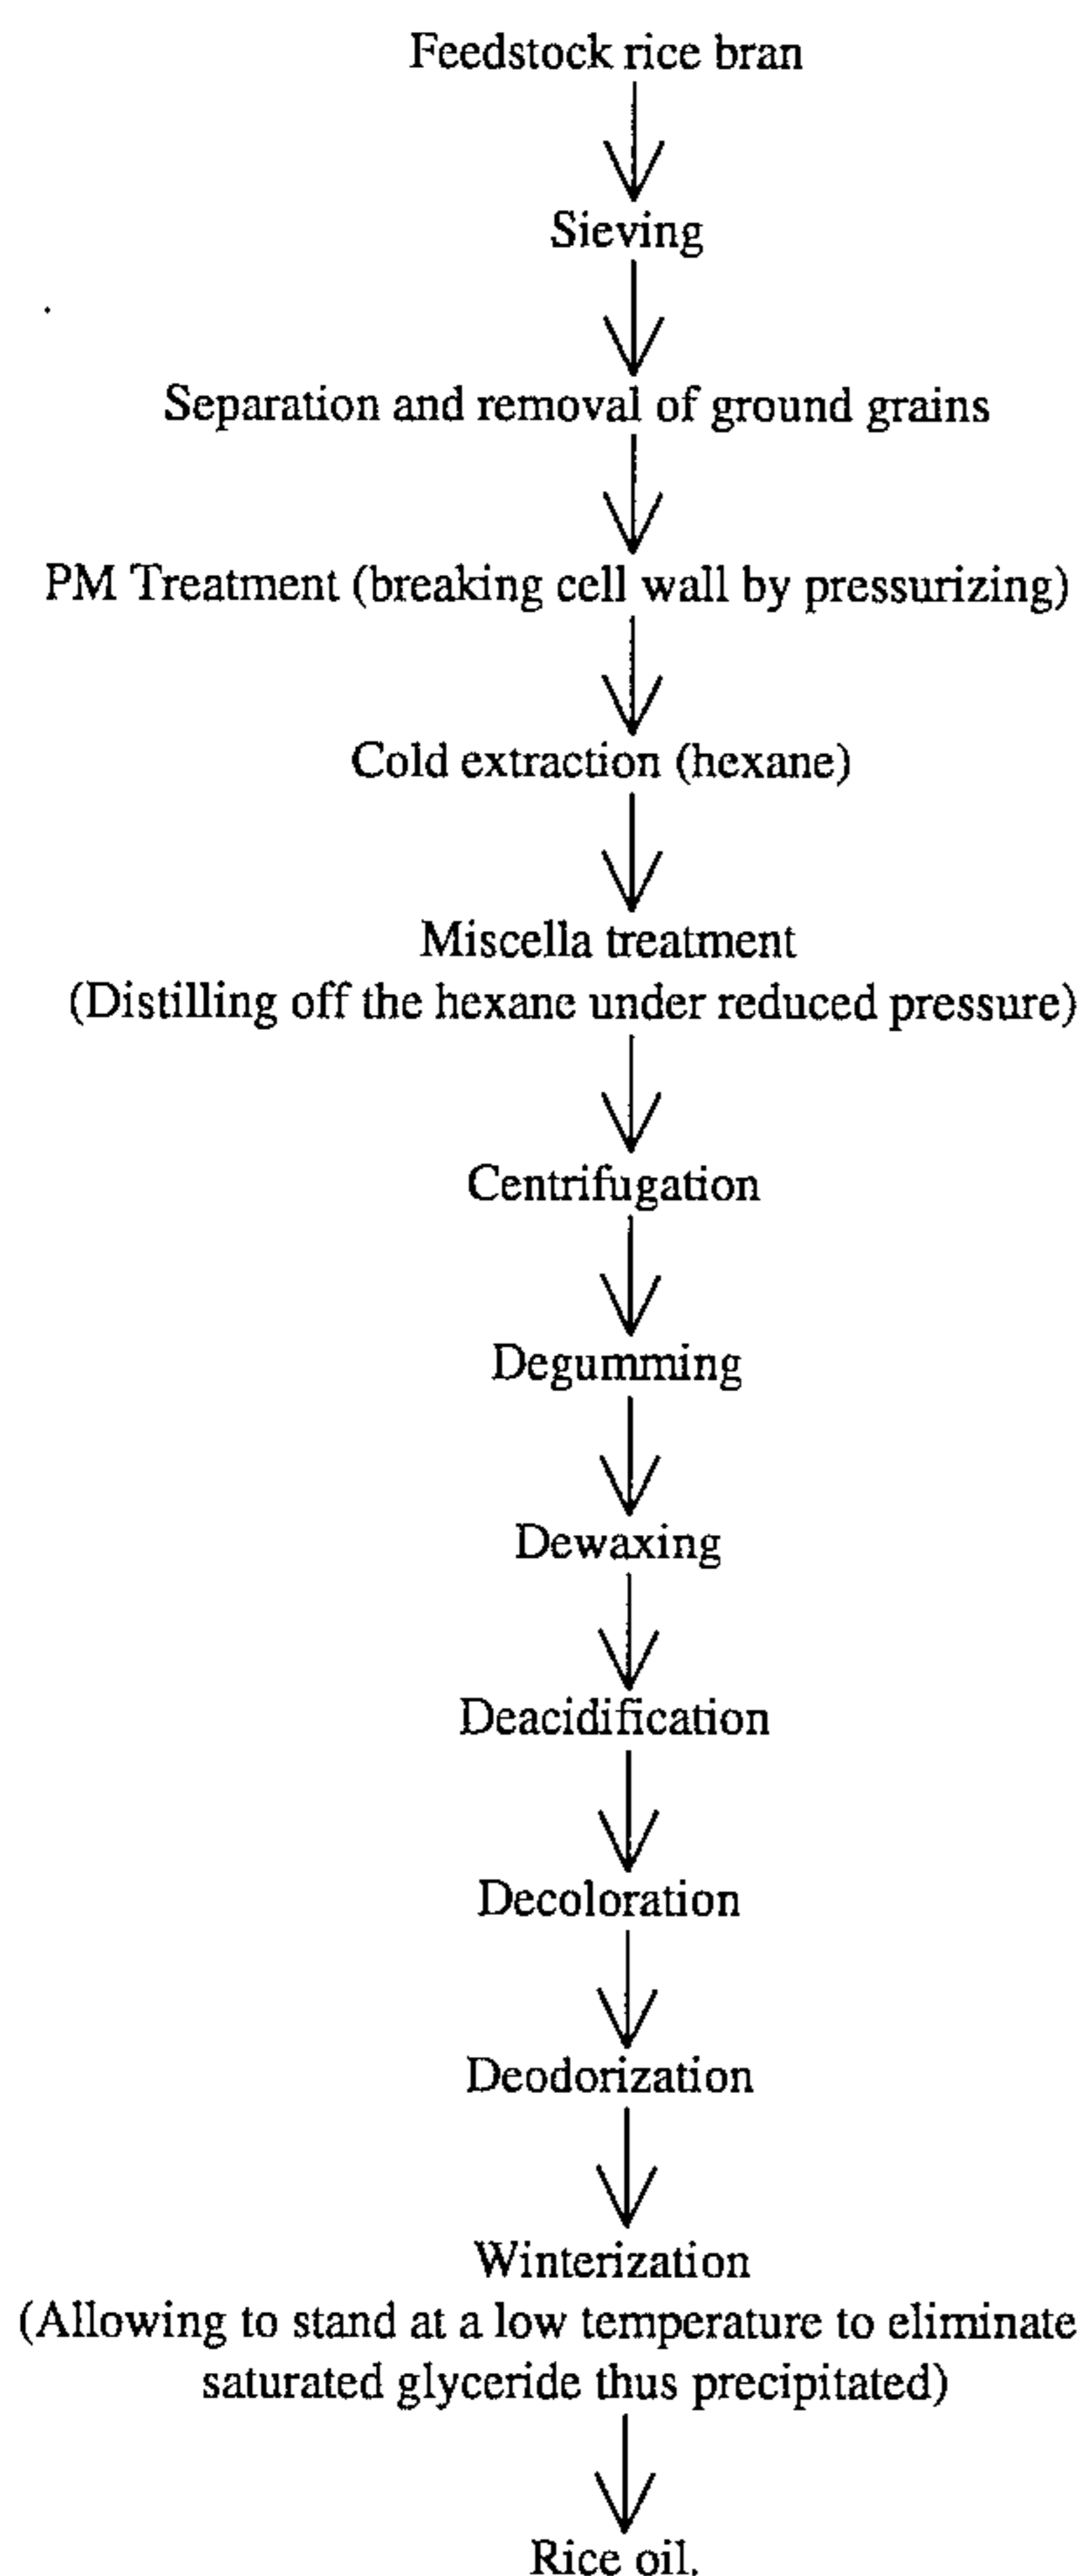 Feedstock rice bran
Sieving
Separation and removal of ground grains
PM Treatment (breaking cell wall by pressurizing)
Cold extraction (hexane)
Miscella treatment
(Distilling off the hexane under reduced pressure)
Centrifugation
Degumming
Dewaxing
Deacidification
Decoloration
Deodorization
Winterization
(Allowing to stand at a low temperature to eliminate
saturated glyceride thus precipitated)
Rice oil.